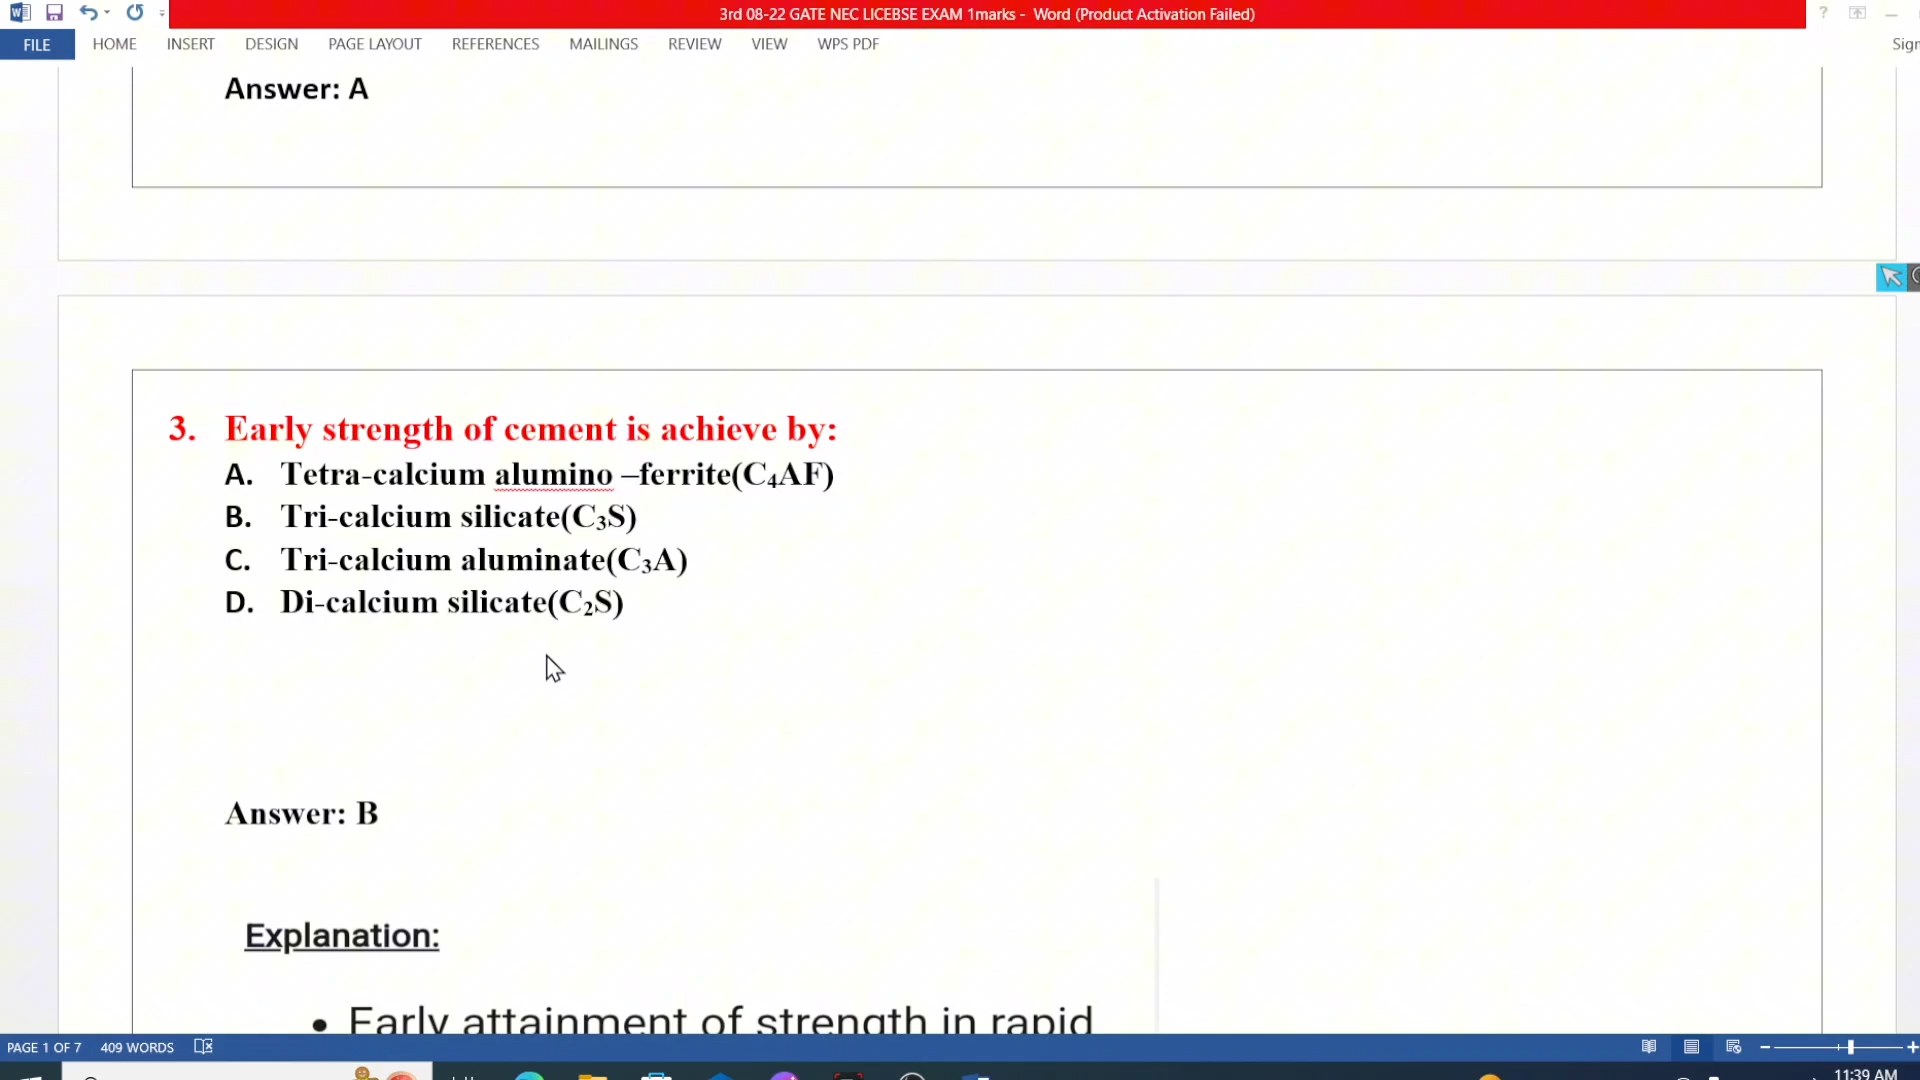 3rd 08-22 GATE NEC LICEBSE EXAM 1marks - Word (Product Activation Failed)
FILE HOME INSERT DESIGN PAGE LAYOUT REFERENCES MAILINGS REVIEW VIEW WPS PDF Sign
Answer: A
3. Early strength of cement is achieve by:
A. Tetra-calcium alumino –ferrite(C₄AF)
B. Tri-calcium silicate(C₃S)
C. Tri-calcium aluminate(C₃A)
D. Di-calcium silicate(C₂S)
Answer: B
Explanation:
• Early attainment of strength in rapid
PAGE 1 OF 7 409 WORDS
11:39 AM